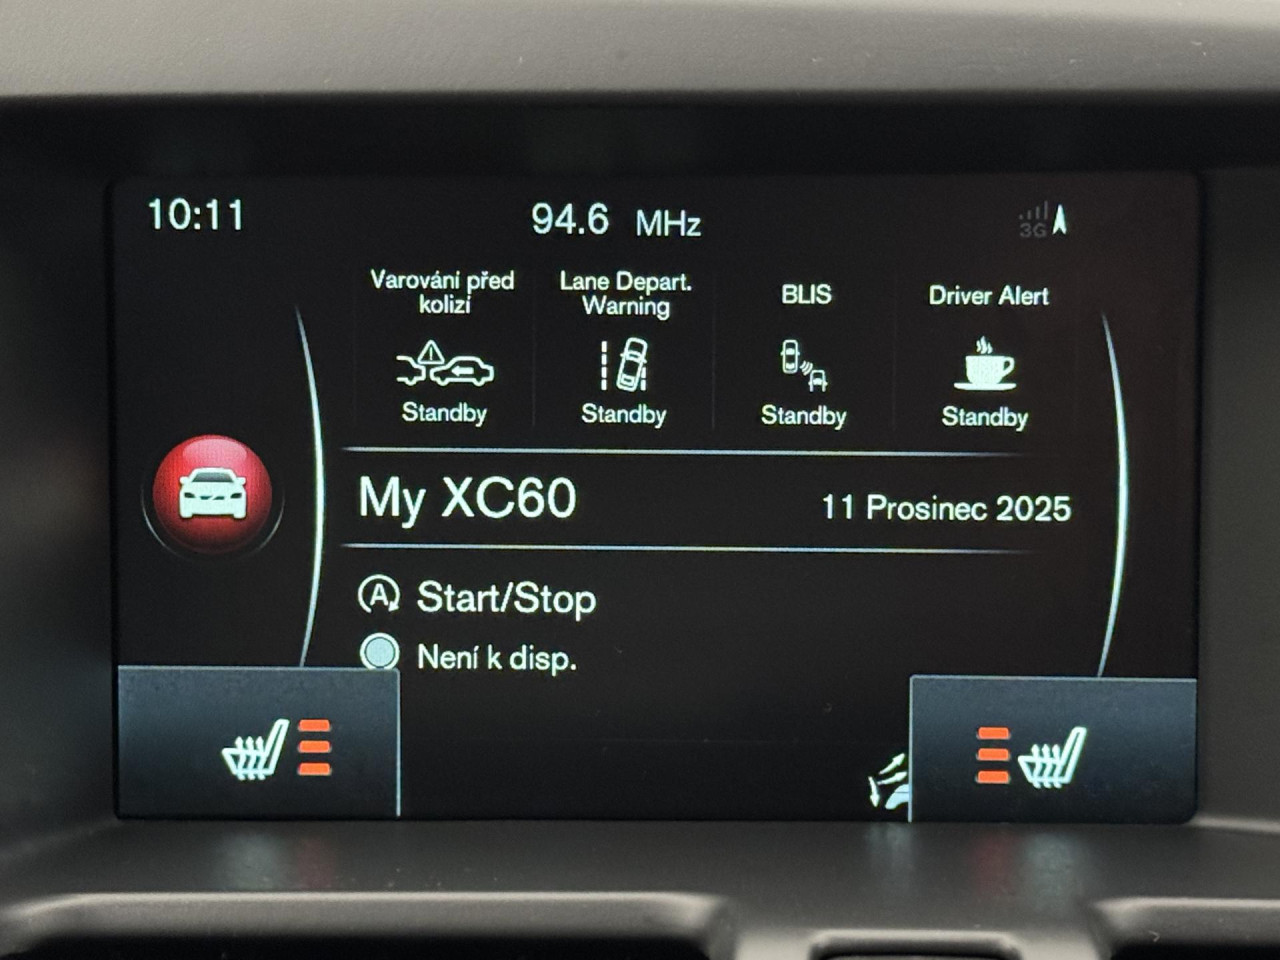 10:11
94.6 MHz
3G
Varování před
kolizí
Lane Depart.
Warning
BLIS
Driver Alert
Standby
Standby
Standby
Standby
My XC60
11 Prosinec 2025
A Start/Stop
Není k disp.